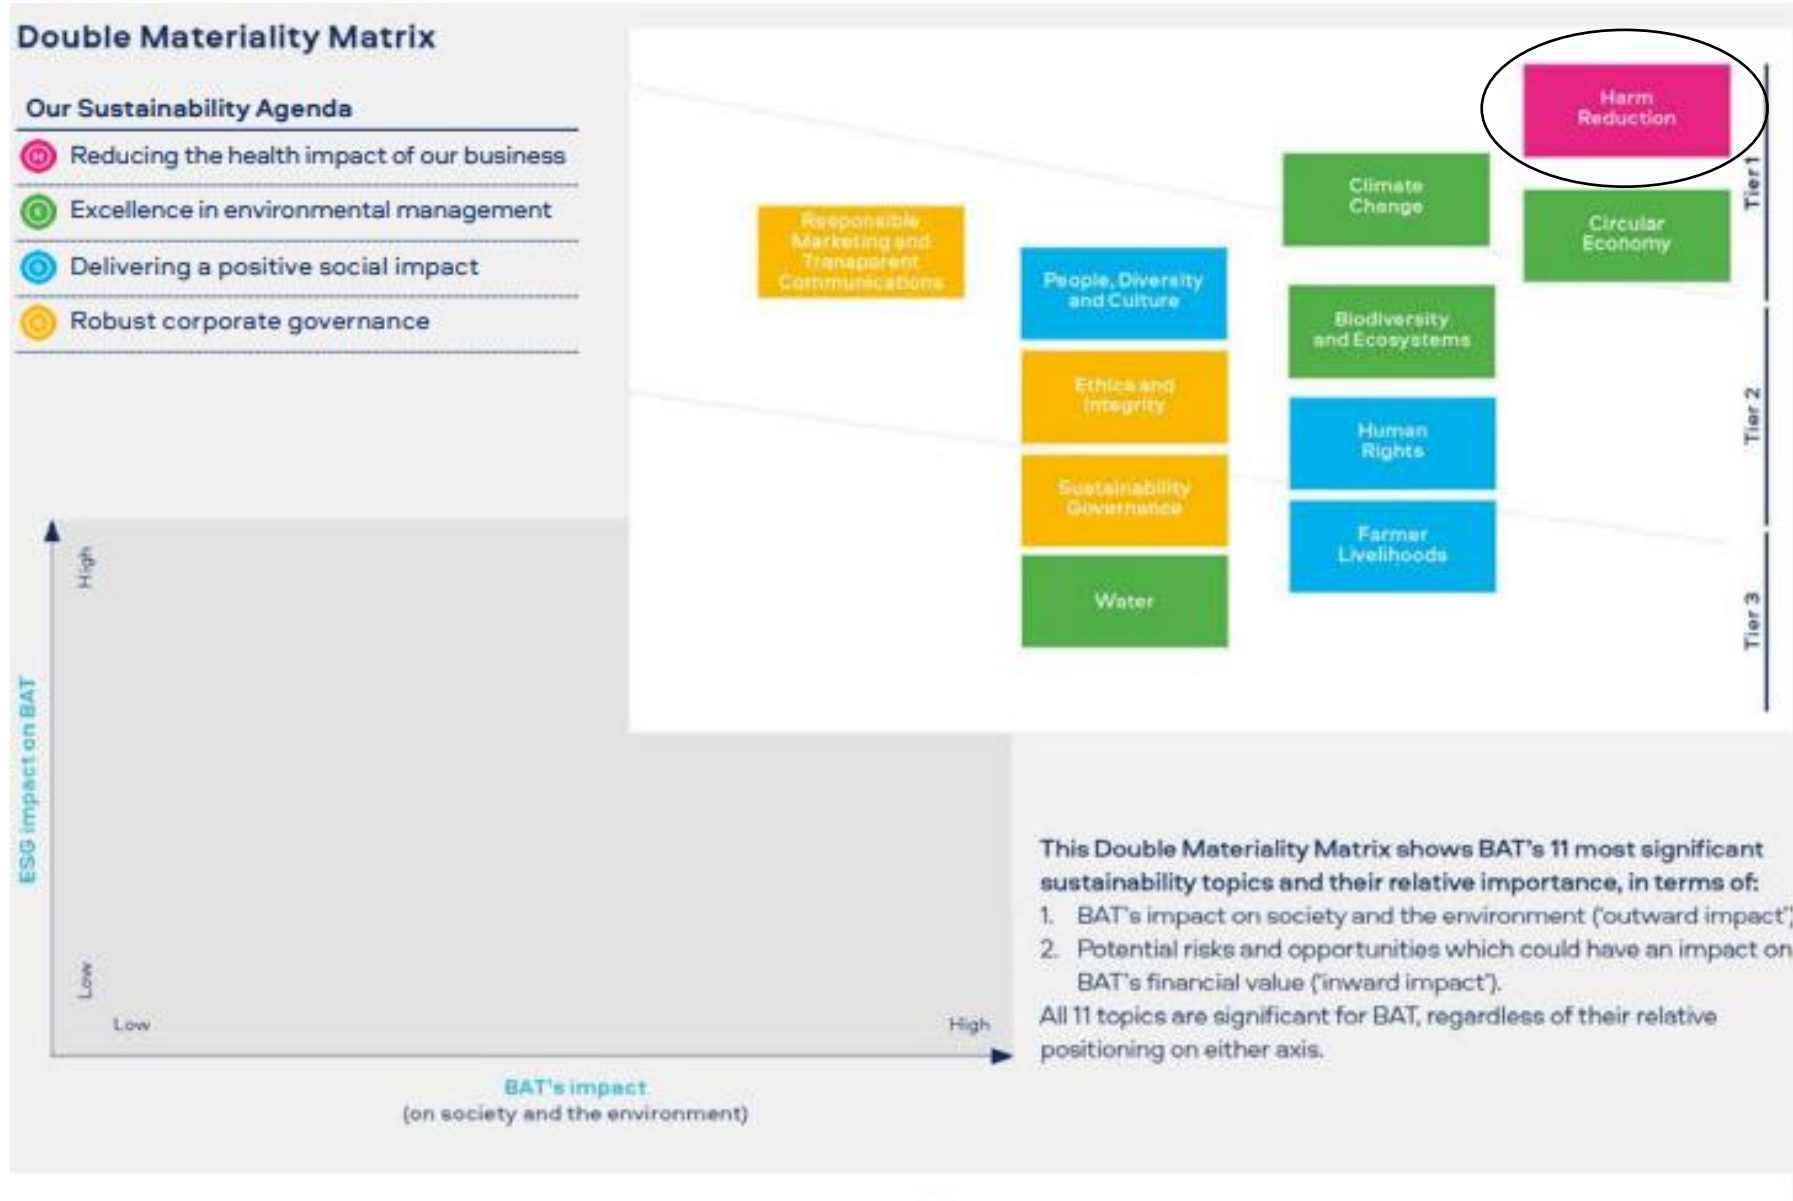 Double Materiality Matrix
Our Sustainability Agenda
Reducing the health impact of our business
Excellence in environmental management
Delivering a positive social impact
Robust corporate governance
Harm
Reduction
Climate
Change
Circular
Economy
Responsible
Marketing and
Transparent
Communications
People, Diversity
and Culture
Biodiversity
and Ecosystems
Ethics and
Integrity
Human
Rights
Sustainability
Governance
Farmer
Livelihoods
Water
Tier 1
Tier 2
Tier 3
ESG impact on BAT
High
Low
Low
High
BAT's impact
(on society and the environment)
This Double Materiality Matrix shows BAT's 11 most significant
sustainability topics and their relative importance, in terms of:
1. BAT's impact on society and the environment ('outward impact')
2. Potential risks and opportunities which could have an impact on
BAT's financial value ('inward impact').
All 11 topics are significant for BAT, regardless of their relative
positioning on either axis.